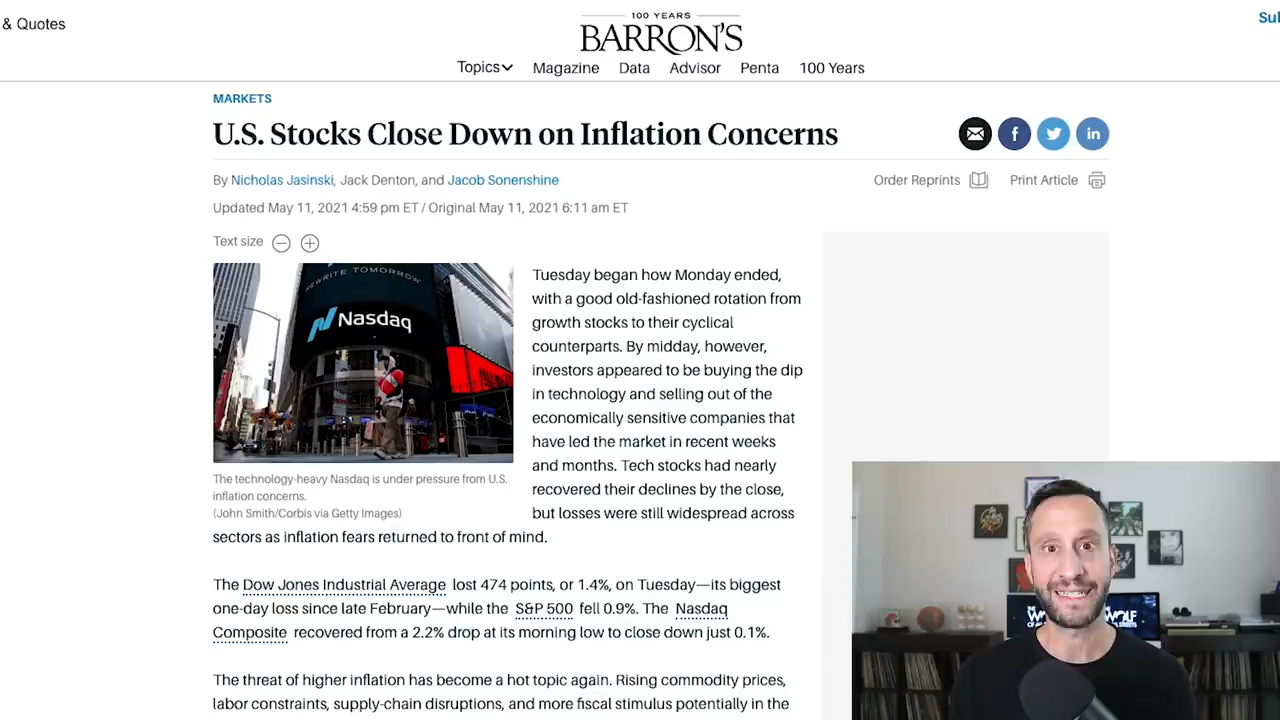 & Quotes
100 YEARS
BARRON'S
Sul
Topics
Magazine
Data
Advisor
Penta
100 Years
MARKETS
U.S. Stocks Close Down on Inflation Concerns
By Nicholas Jasinski, Jack Denton, and Jacob Sonenshine
Order Reprints
Print Article
Updated May 11, 2021 4:59 pm ET / Original May 11, 2021 6:11 am ET
Text size
REWRITE TOMORROW
Nasdaq
The technology-heavy Nasdaq is under pressure from U.S.
inflation concerns.
(John Smith/Corbis via Getty Images)
Tuesday began how Monday ended,
with a good old-fashioned rotation from
growth stocks to their cyclical
counterparts. By midday, however,
investors appeared to be buying the dip
in technology and selling out of the
economically sensitive companies that
have led the market in recent weeks
and months. Tech stocks had nearly
recovered their declines by the close,
but losses were still widespread across
sectors as inflation fears returned to front of mind.
The Dow Jones Industrial Average lost 474 points, or 1.4%, on Tuesday—its biggest
one-day loss since late February—while the S&P 500 fell 0.9%. The Nasdaq
Composite recovered from a 2.2% drop at its morning low to close down just 0.1%.
The threat of higher inflation has become a hot topic again. Rising commodity prices,
labor constraints, supply-chain disruptions, and more fiscal stimulus potentially in the